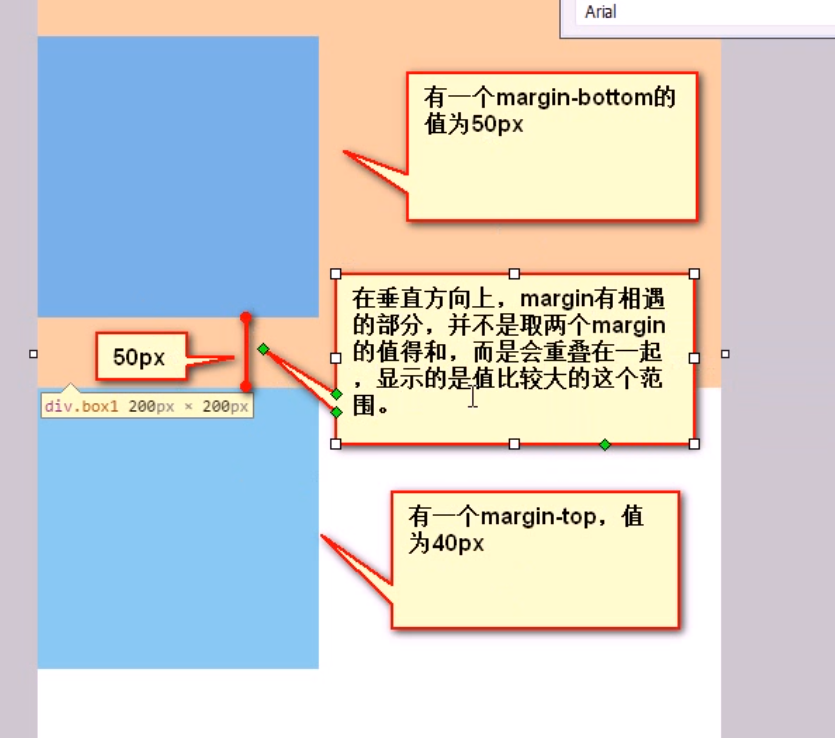 Arial
有一个margin-bottom的
值为50px
在垂直方向上，margin有相遇
的部分，并不是取两个margin
的值得和，而是会重叠在一起
，显示的是值比较大的这个范
围。
50px
div.box1 200px × 200px
有一个margin-top，值
为40px